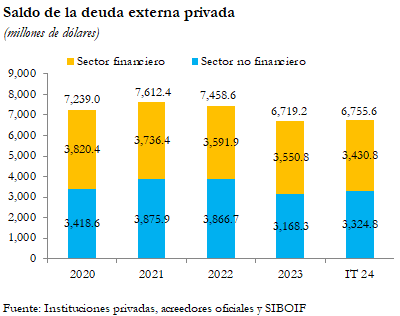 Saldo de la deuda externa privada
(millones de dólares)
Sector financiero Sector no financiero
9,000
8,000
7,000
6,000
5,000
4,000
3,000
2,000
1,000
0
7,239.0 7,612.4 7,458.6 6,719.2 6,755.6
3,820.4 3,736.4 3,591.9 3,550.8 3,430.8
3,418.6 3,875.9 3,866.7 3,168.3 3,324.8
2020 2021 2022 2023 IT 24
Fuente: Instituciones privadas, acreedores oficiales y SIBOIF